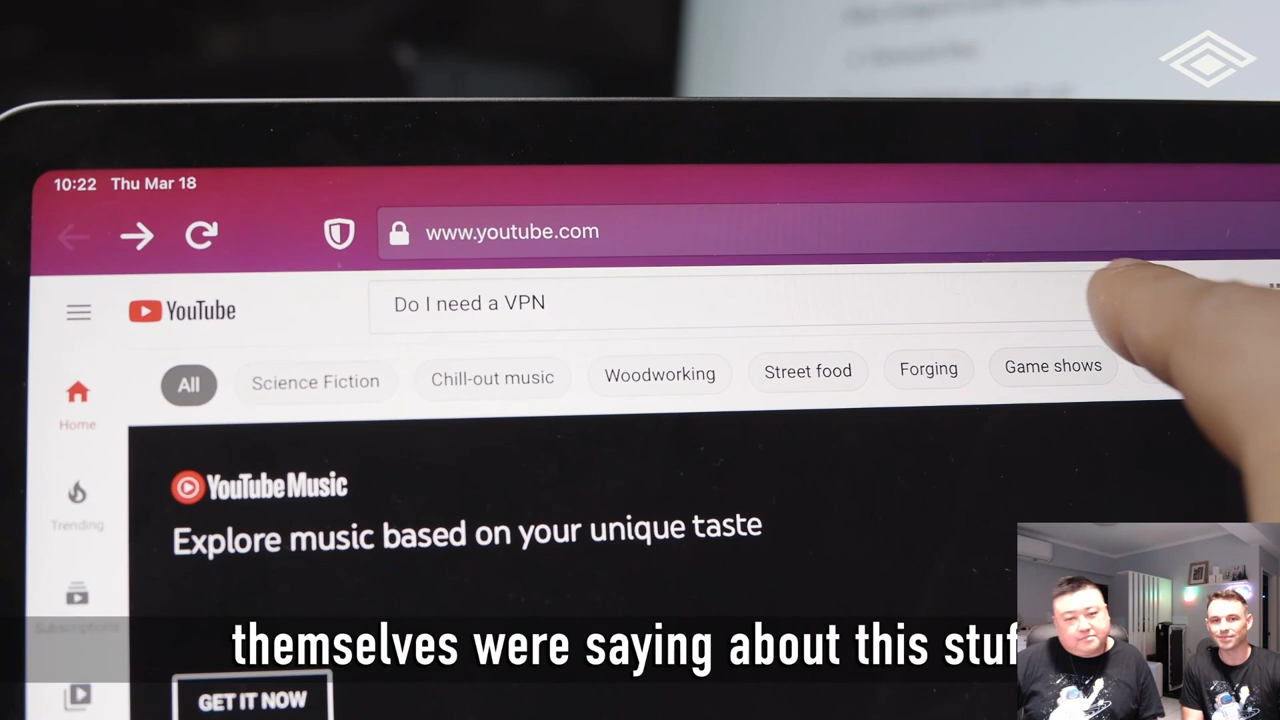 10:22 Thu Mar 18
www.youtube.com
YouTube
Do I need a VPN
All Science Fiction Chill-out music Woodworking Street food Forging Game shows
Home
YouTube Music
Explore music based on your unique taste
Trending
Subscriptions
themselves were saying about this stuf
GET IT NOW